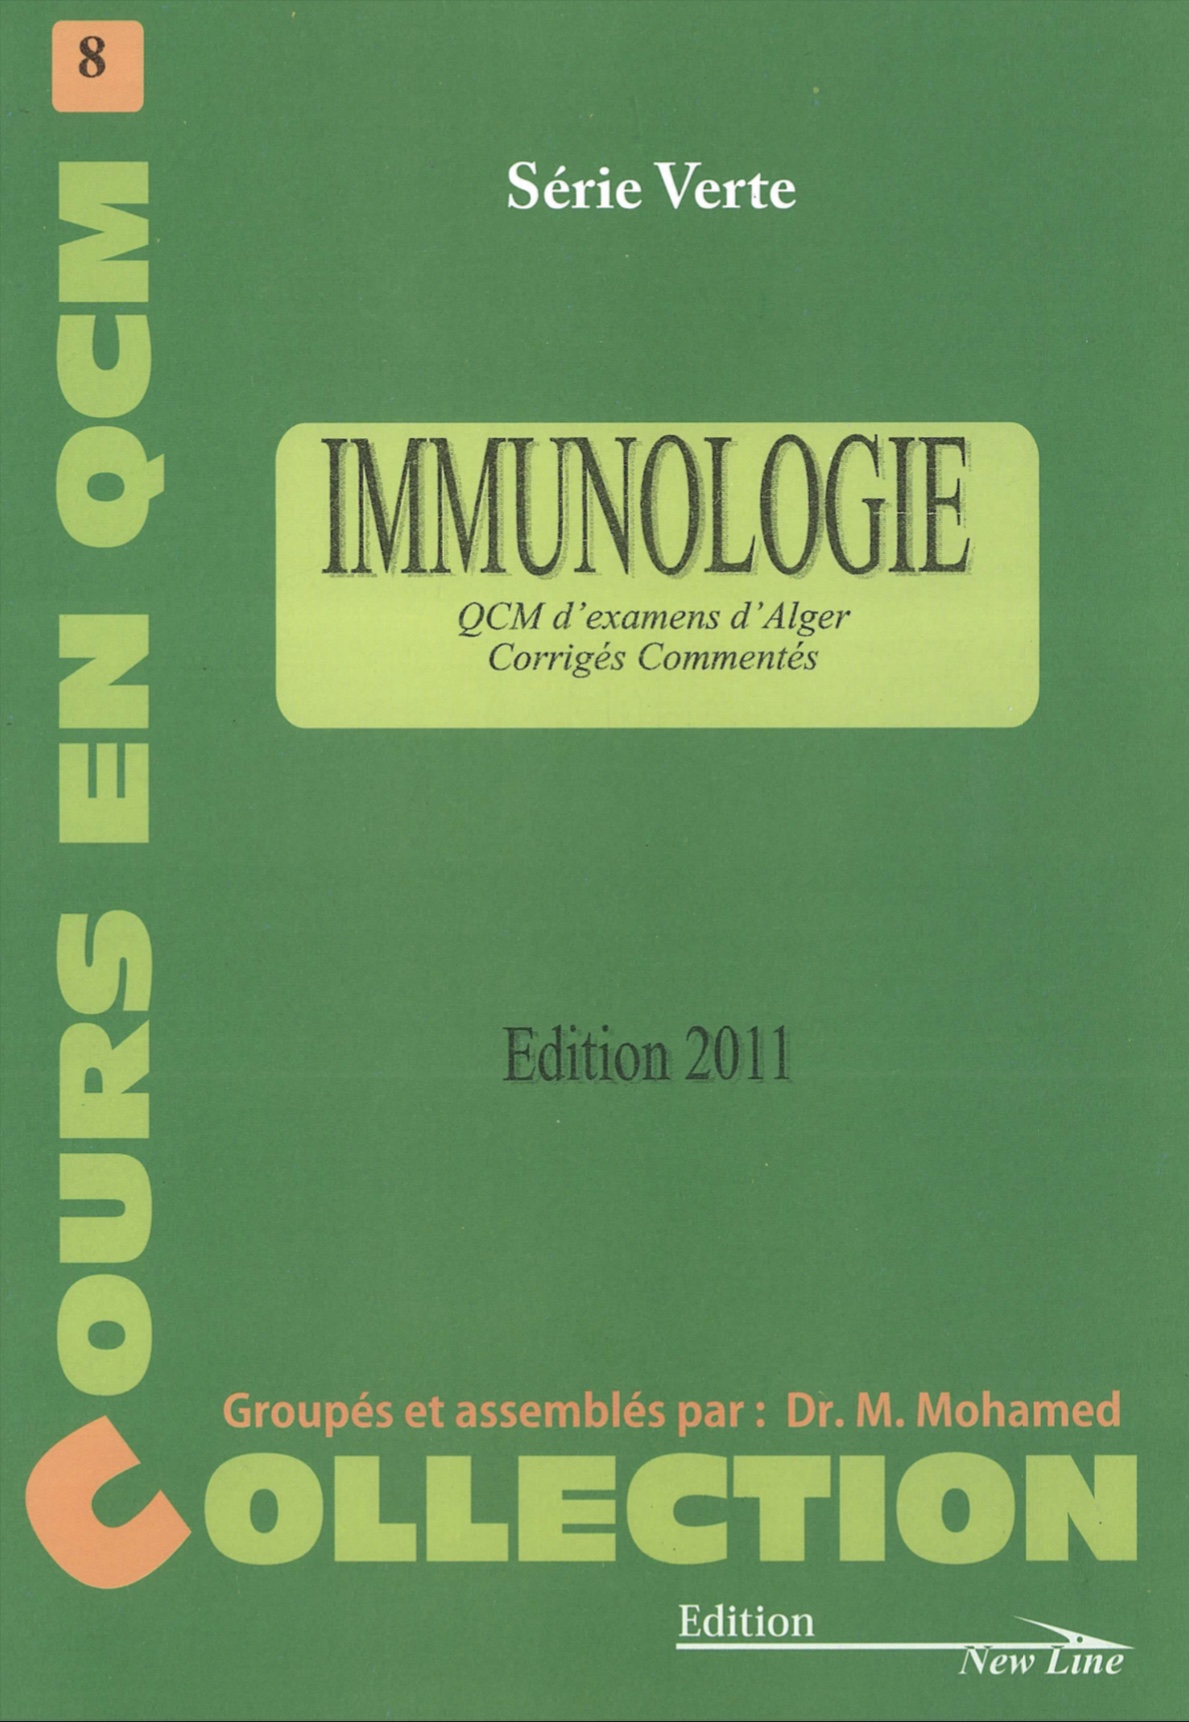 8
Série Verte
IMMUNOLOGIE
QCM d'examens d'Alger
Corrigés Commentés
Edition 2011
Groupés et assemblés par : Dr. M. Mohamed
COURS EN QCM
COLLECTION
Edition
New Line